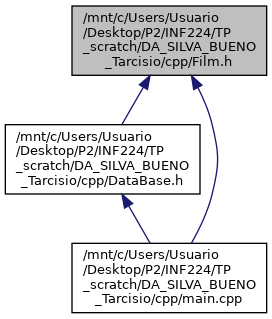 /mnt/c/Users/Usuario
/Desktop/P2/INF224/TP
_scratch/DA_SILVA_BUENO
_Tarcisio/cpp/Film.h
/mnt/c/Users/Usuario
/Desktop/P2/INF224/TP
_scratch/DA_SILVA_BUENO
_Tarcisio/cpp/DataBase.h
/mnt/c/Users/Usuario
/Desktop/P2/INF224/TP
_scratch/DA_SILVA_BUENO
_Tarcisio/cpp/main.cpp